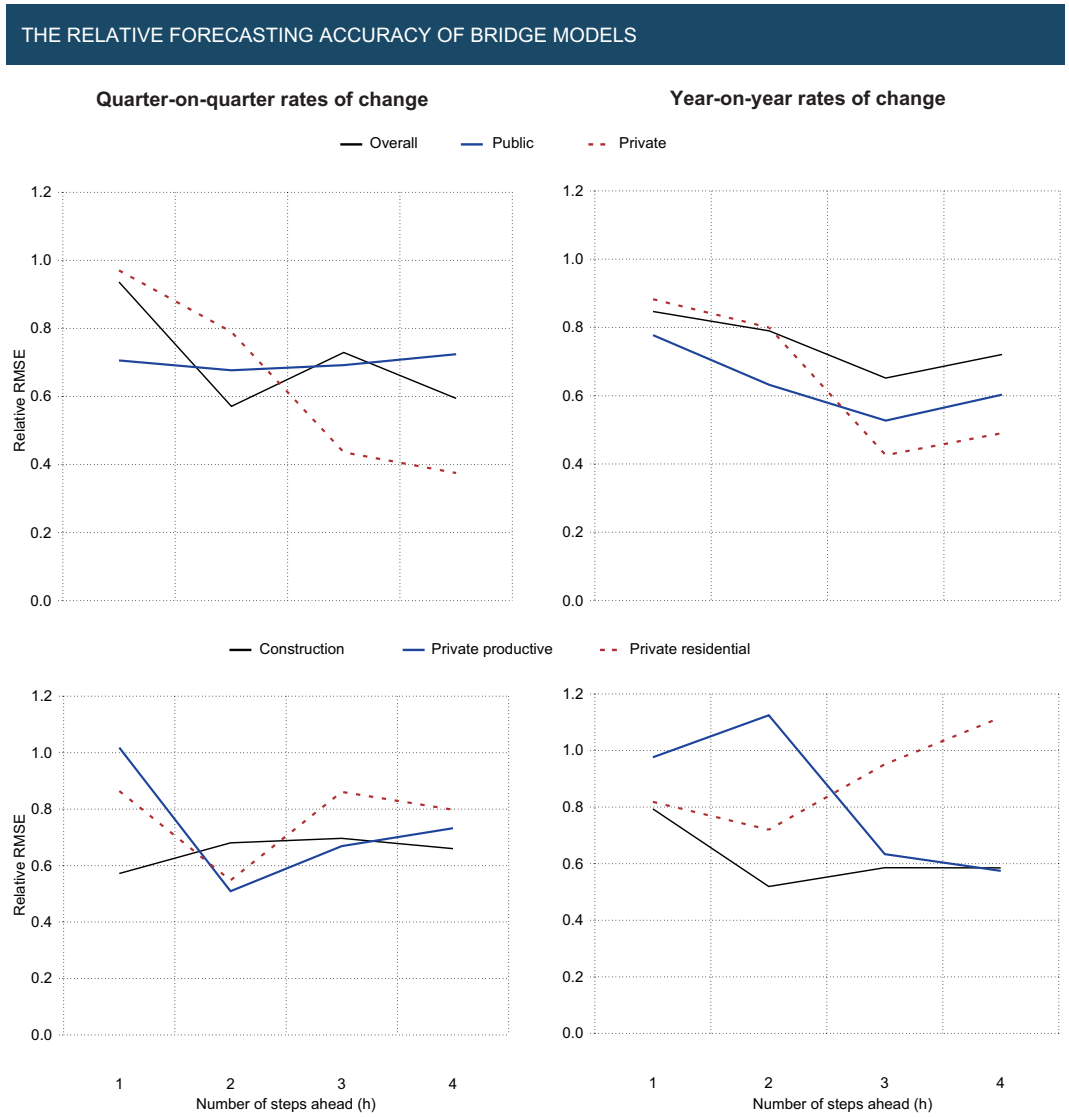 THE RELATIVE FORECASTING ACCURACY OF BRIDGE MODELS
Quarter-on-quarter rates of change
Year-on-year rates of change
Overall Public Private
1.2
1.0
0.8
0.6
0.4
0.2
0.0
Relative RMSE
1.2
1.0
0.8
0.6
0.4
0.2
0.0
Construction Private productive Private residential
1.2
1.0
0.8
0.6
0.4
0.2
0.0
Relative RMSE
1 2 3 4
Number of steps ahead (h)
1.2
1.0
0.8
0.6
0.4
0.2
0.0
1 2 3 4
Number of steps ahead (h)